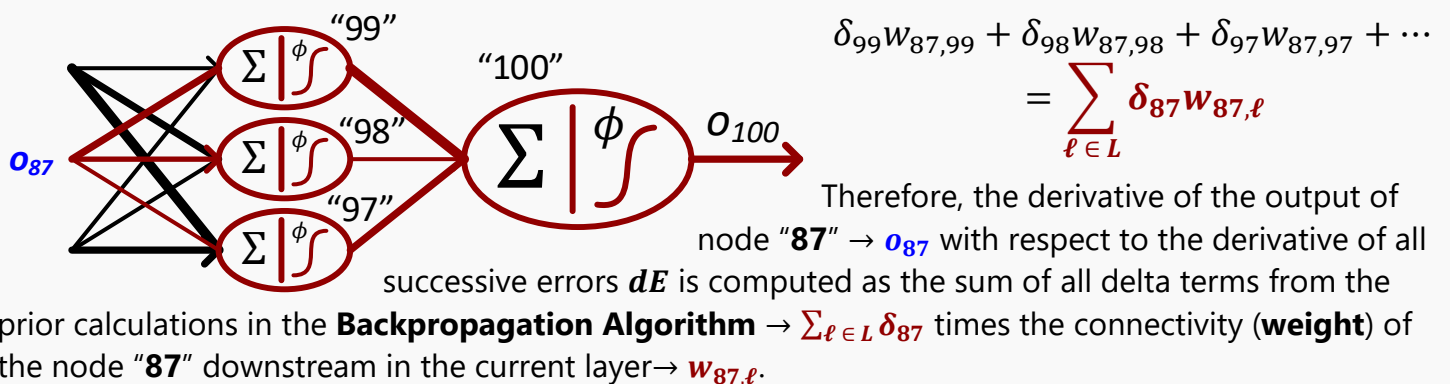 “99”
Σ ϕ
“98”
Σ ϕ
“97”
Σ ϕ
o₈₇
“100”
Σ ϕ
o₁₀₀
δ₉₉w₈₇,₉₉ + δ₉₈w₈₇,₉₈ + δ₉₇w₈₇,₉₇ + ⋯
= ∑ δ₈₇w₈₇,ℓ
ℓ ∈ L
Therefore, the derivative of the output of
node “87” → o₈₇ with respect to the derivative of all
successive errors dE is computed as the sum of all delta terms from the
prior calculations in the Backpropagation Algorithm → ∑ℓ ∈ L δ₈₇ times the connectivity (weight) of
the node “87” downstream in the current layer→ w₈₇,ℓ.